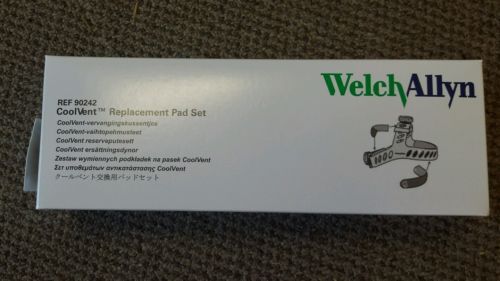 WelchAllyn
REF 90242
CoolVent™ Replacement Pad Set
CoolVent-vervangingskussentjes
CoolVent-vaihtopehmusteet
CoolVent reserveputesett
CoolVent ersättningsdynor
Zestaw wymiennych podkładek na pasek CoolVent
Σετ υποθεμάτων αντικατάστασης CoolVent
クールベント交換用パッドセット